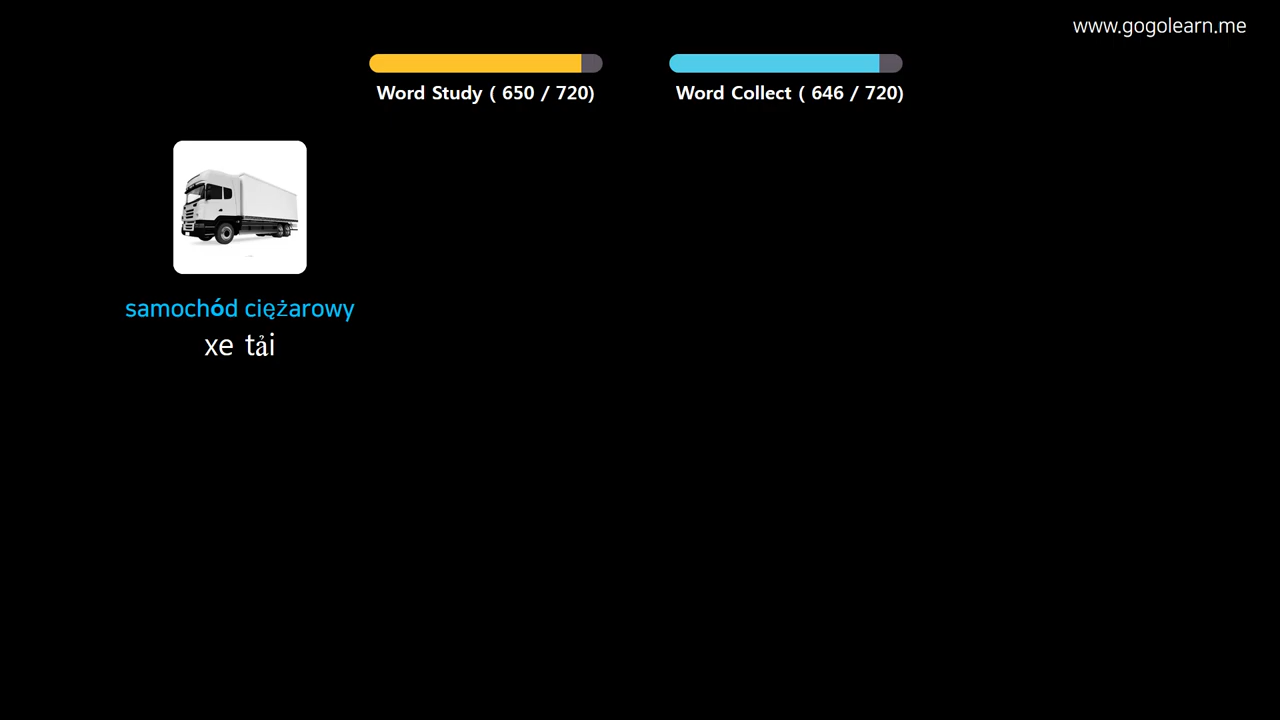 www.gogolearn.me
Word Study ( 650 / 720)
Word Collect ( 646 / 720)
samochód ciężarowy
xe tải